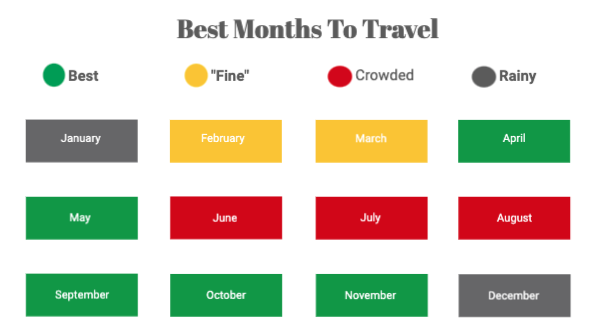 Best Months To Travel
Best "Fine" Crowded Rainy
January February March April
May June July August
September October November December